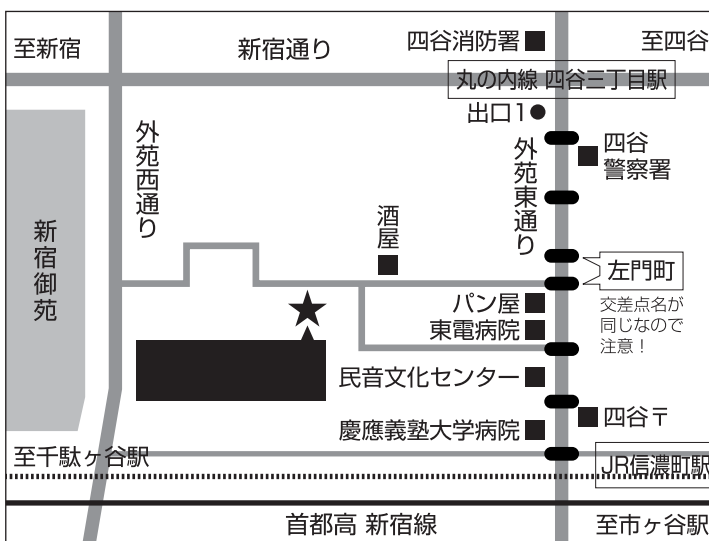 至新宿
新宿通り
四谷消防署
至四谷
丸の内線 四谷三丁目駅
出口1
外苑西通り
外苑東通り
四谷
警察署
新宿御苑
酒屋
左門町
交差点名が
同じなので
注意！
パン屋
東電病院
民音文化センター
四谷〒
慶應義塾大学病院
至千駄ヶ谷駅
JR信濃町駅
首都高 新宿線
至市ヶ谷駅